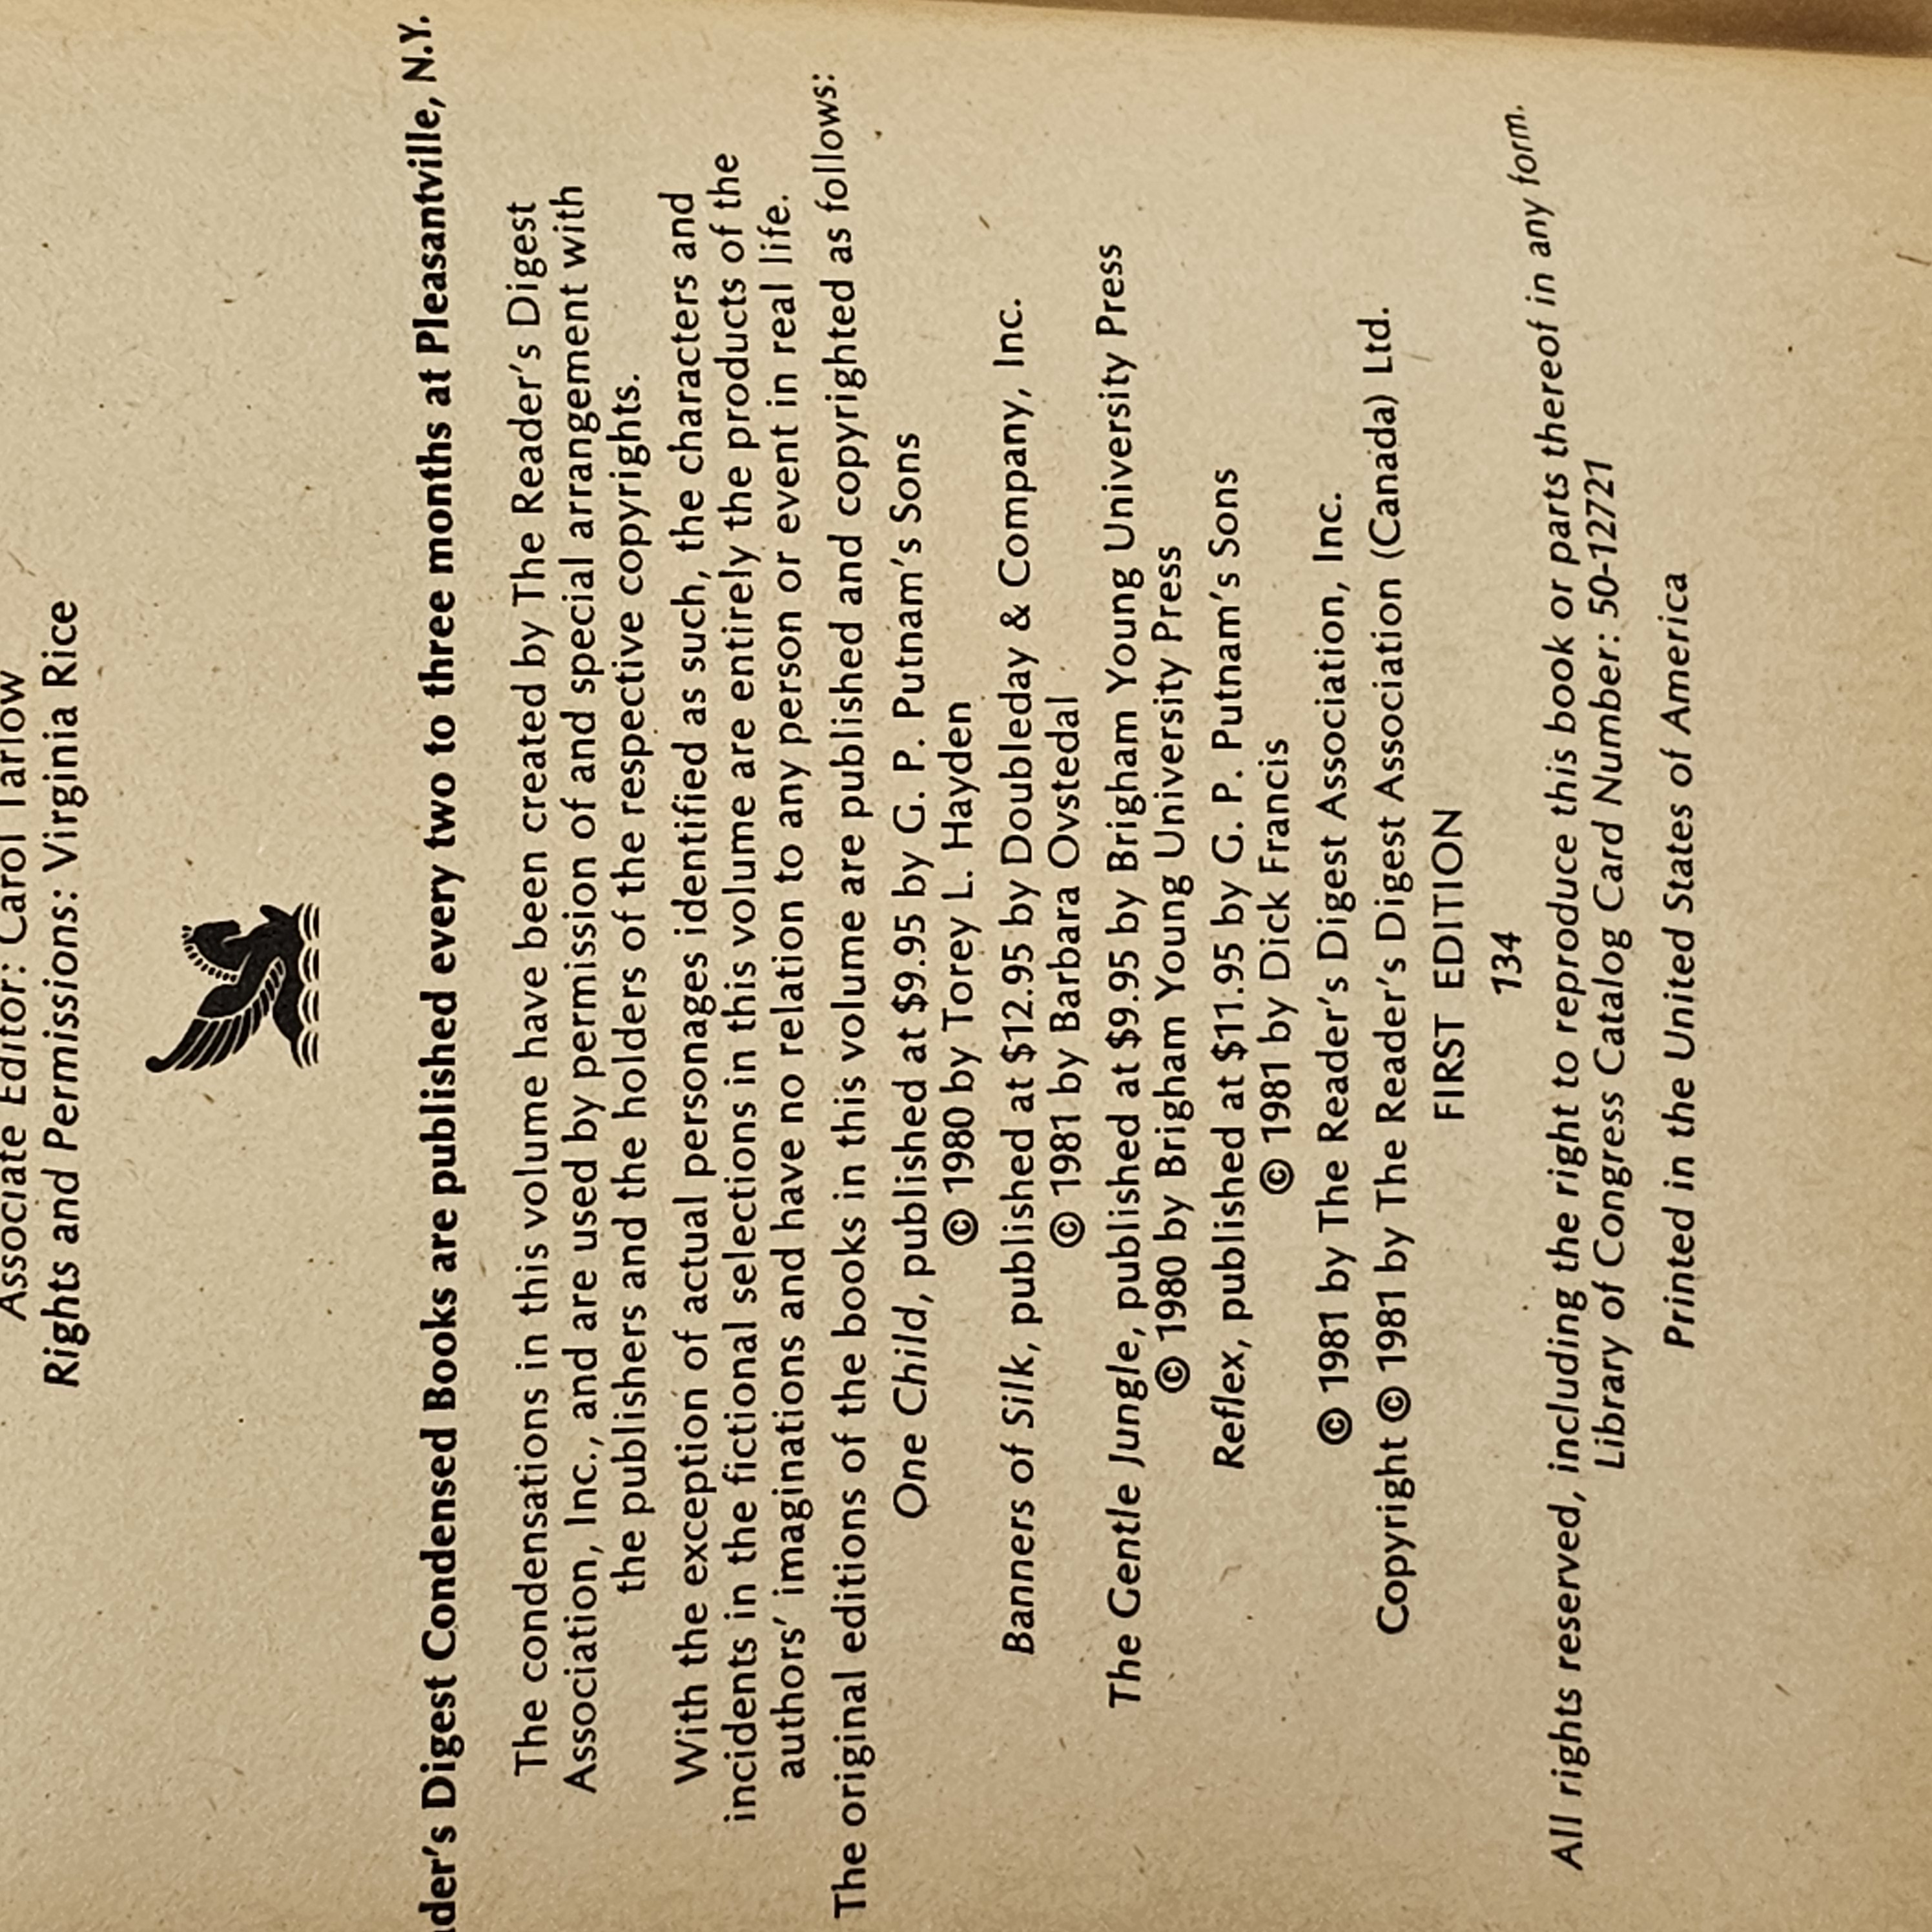 Associate Editor: Carol Tarlow
Rights and Permissions: Virginia Rice
Digest Condensed Books are published every two to three months at Pleasantville, N.Y.
The condensations in this volume have been created by The Reader's Digest
Association, Inc., and are used by permission of and special arrangement with
the publishers and the holders of the respective copyrights.
With the exception of actual personages identified as such, the characters and
incidents in the fictional selections in this volume are entirely the products of the
authors' imaginations and have no relation to any person or event in real life.
The original editions of the books in this volume are published and copyrighted as follows:
One Child, published at $9.95 by G. P. Putnam's Sons
© 1980 by Torey L. Hayden
Banners of Silk, published at $12.95 by Doubleday & Company, Inc.
© 1981 by Barbara Ovstedal
The Gentle Jungle, published at $9.95 by Brigham Young University Press
© 1980 by Brigham Young University Press
Reflex, published at $11.95 by G. P. Putnam's Sons
© 1981 by Dick Francis
© 1981 by The Reader's Digest Association, Inc.
Copyright © 1981 by The Reader's Digest Association (Canada) Ltd.
FIRST EDITION
134
All rights reserved, including the right to reproduce this book or parts thereof in any form.
Library of Congress Catalog Card Number: 50-12721
Printed in the United States of America